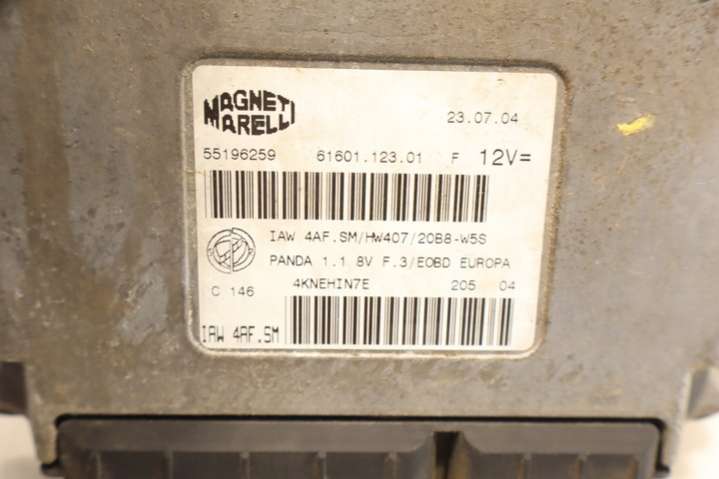 MAGNETI
MARELLI
23.07.04
55196259 61601.123.01 F 12V=
IAW 4AF.SM/HW407/20B8-W5S
PANDA 1.1 8V F.3/EOBD EUROPA
C 146 4KNEHIN7E 205 04
IAW 4AF.SM